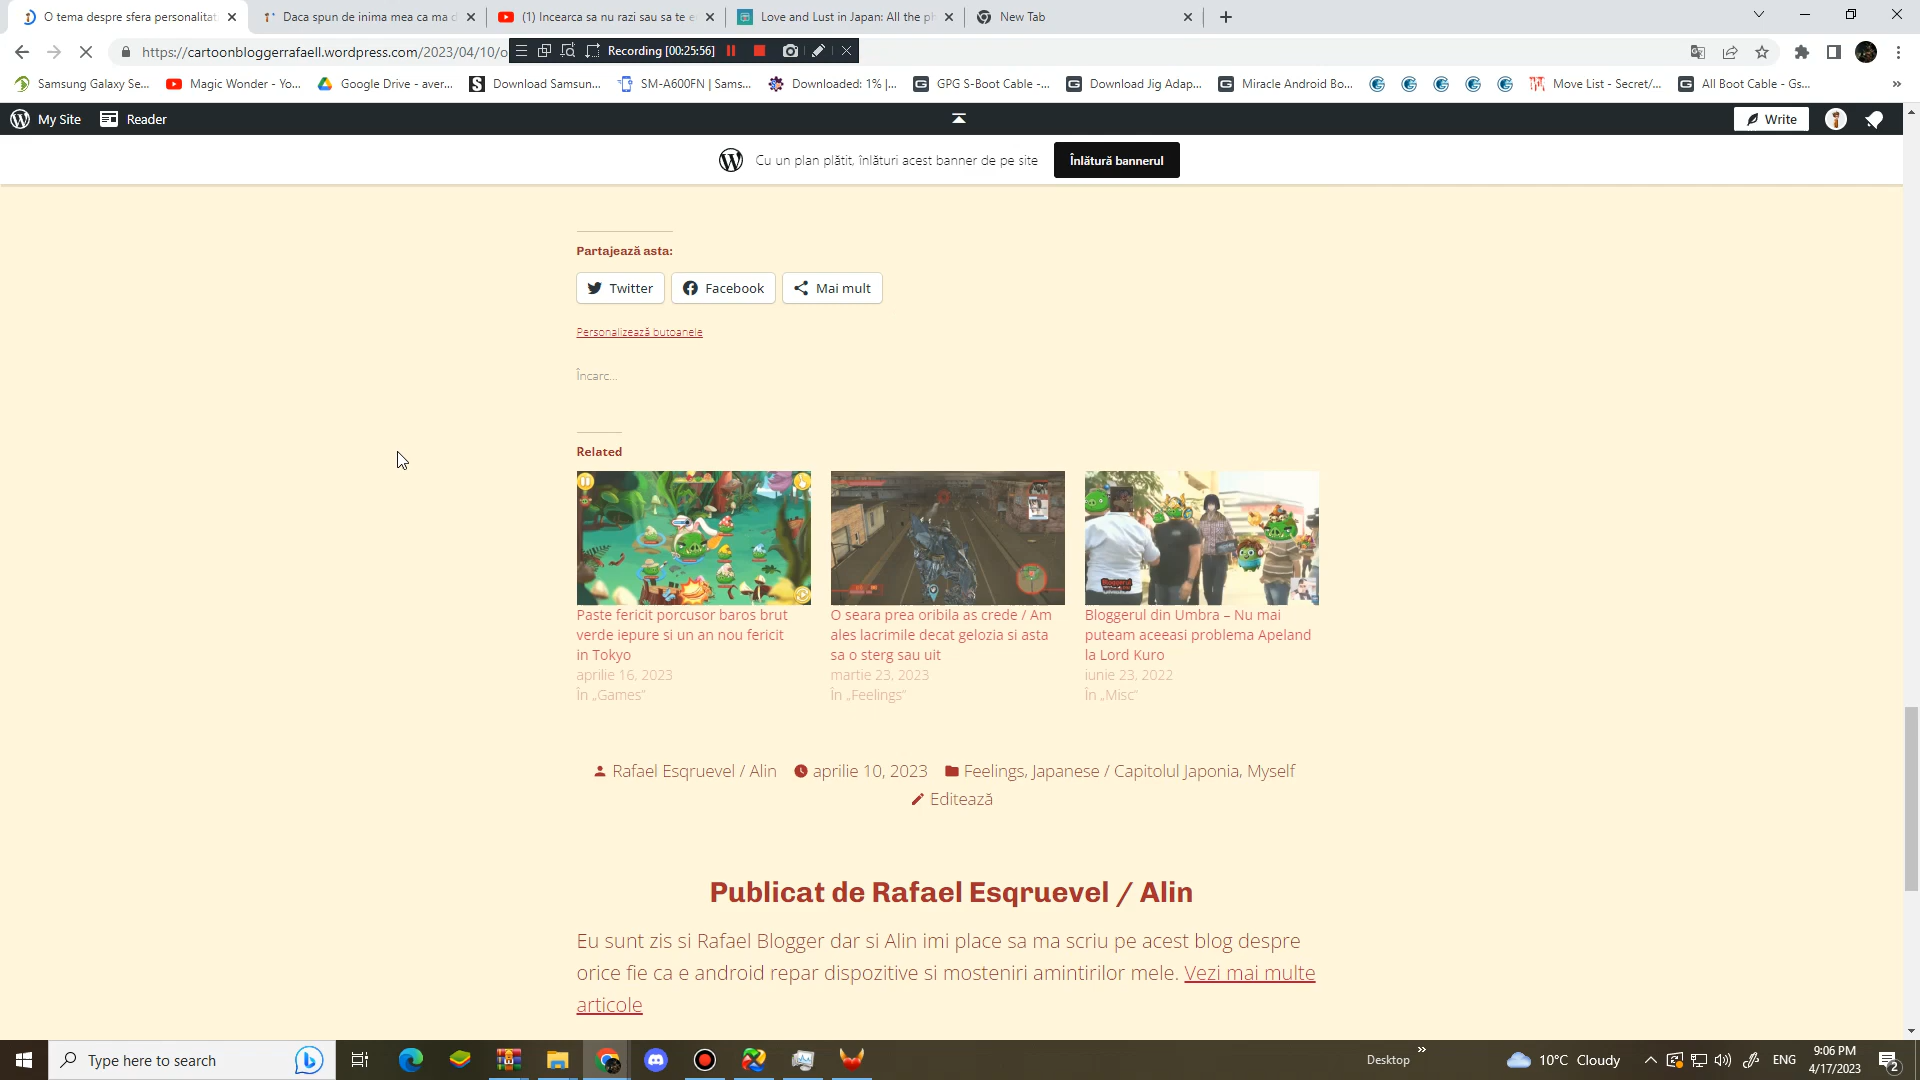 O tema despre sfera personalitat
Daca spun de inima mea ca ma d
(1) Incearca sa nu razi sau sa te e
Love and Lust in Japan: All the ph
New Tab
https://cartoonbloggerrafaell.wordpress.com/2023/04/10/o
Recording [00:25:56]
Samsung Galaxy Se...
Magic Wonder - Yo...
Google Drive - aver...
Download Samsun...
SM-A600FN | Sams...
Downloaded: 1% |...
GPG S-Boot Cable -...
Download Jig Adap...
Miracle Android Bo...
Move List - Secret/...
All Boot Cable - Gs...
My Site
Reader
Write
Cu un plan plătit, înlături acest banner de pe site
Înlătură bannerul
Partajează asta:
Twitter
Facebook
Mai mult
Personalizează butoanele
Încarc...
Related
Paste fericit porcusor baros brut
verde iepure si un an nou fericit
in Tokyo
aprilie 16, 2023
În „Games"
O seara prea oribila as crede / Am
ales lacrimile decat gelozia si asta
sa o sterg sau uit
martie 23, 2023
În „Feelings"
Bloggerul din Umbra – Nu mai
puteam aceeasi problema Apeland
la Lord Kuro
iunie 23, 2022
În „Misc"
Rafael Esqruevel / Alin
aprilie 10, 2023
Feelings, Japanese / Capitolul Japonia, Myself
Editează
Publicat de Rafael Esqruevel / Alin
Eu sunt zis si Rafael Blogger dar si Alin imi place sa ma scriu pe acest blog despre
orice fie ca e android repar dispozitive si mosteniri amintirilor mele. Vezi mai multe
articole
Type here to search
Desktop
10°C Cloudy
ENG
9:06 PM
4/17/2023
2